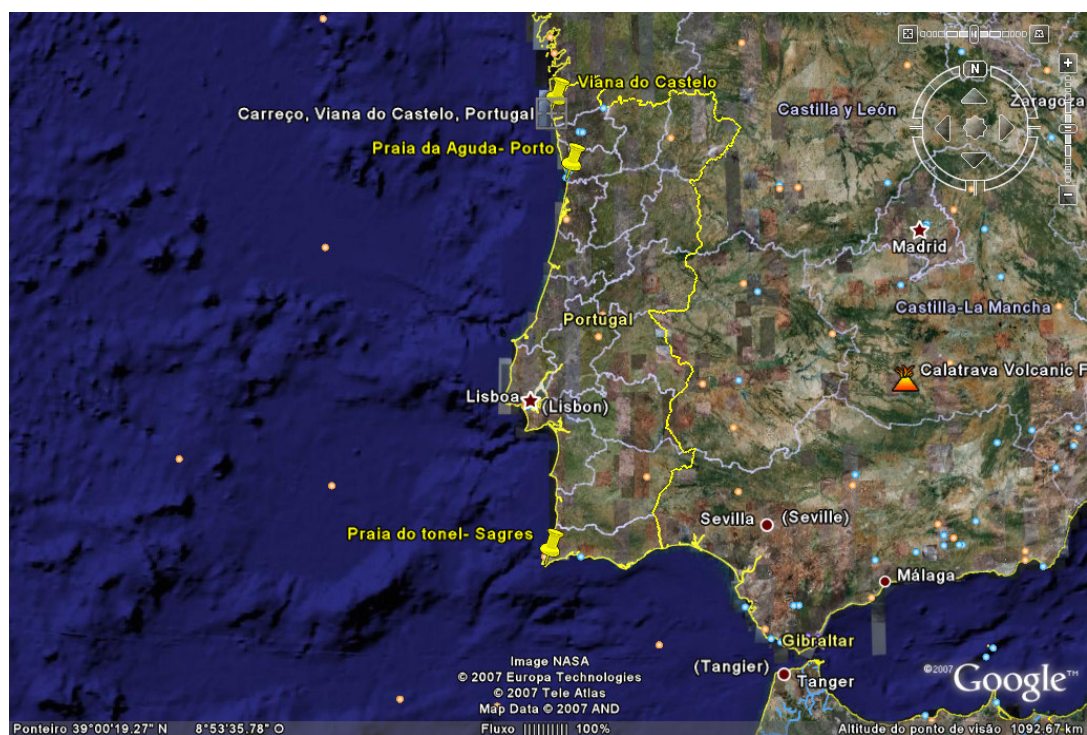 N
Viana do Castelo
Castilla y León
Zaragoza
Carreço, Viana do Castelo, Portugal
Praia da Aguda- Porto
Madrid
Castilla-La Mancha
Portugal
Calatrava Volcanic F
Lisboa
(Lisbon)
Sevilla
(Seville)
Praia do tonel- Sagres
Málaga
Gibraltar
(Tangier)
Tanger
Image NASA
© 2007 Europa Technologies
© 2007 Tele Atlas
Map Data © 2007 AND
©2007 Google™
Ponteiro 39°00'19.27" N 8°53'35.78" O
Fluxo |||||||||| 100%
Altitude do ponto de visão 1092.67 km